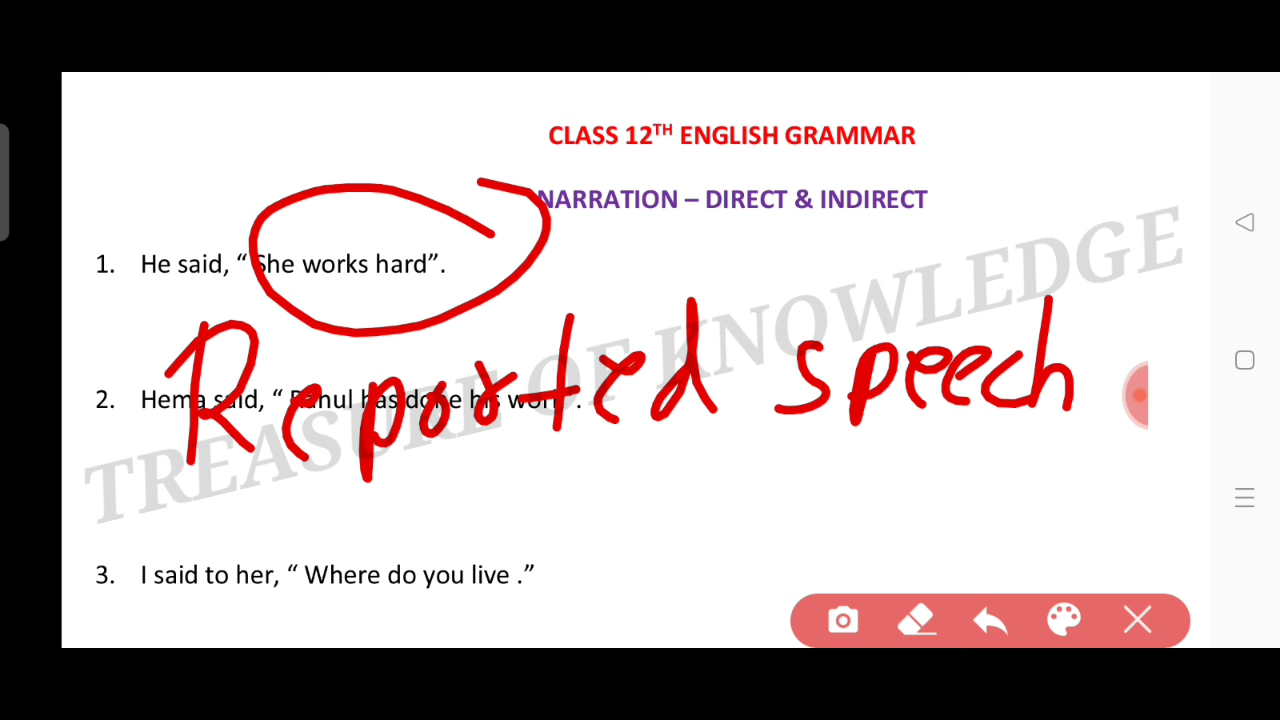 CLASS 12TH ENGLISH GRAMMAR
NARRATION – DIRECT & INDIRECT
1. He said, “ She works hard”.
Reported speech
2. Hema said, “ Rahul has done his work”.
TREASURE OF KNOWLEDGE
3. I said to her, “ Where do you live .”